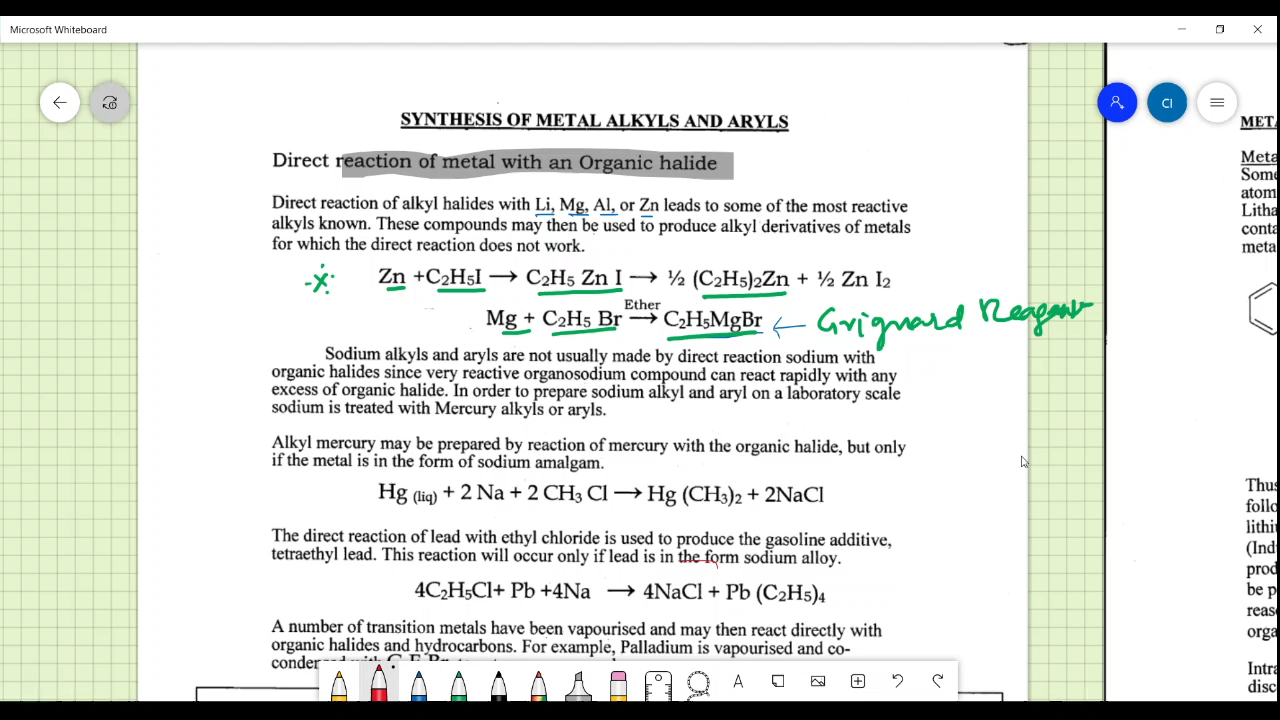 Microsoft Whiteboard
CI
SYNTHESIS OF METAL ALKYLS AND ARYLS
Direct reaction of metal with an Organic halide
Direct reaction of alkyl halides with Li, Mg, Al, or Zn leads to some of the most reactive
alkyls known. These compounds may then be used to produce alkyl derivatives of metals
for which the direct reaction does not work.
Zn +C₂H₅I → C₂H₅ Zn I → ½ (C₂H₅)₂Zn + ½ Zn I₂
Ether
Mg + C₂H₅ Br → C₂H₅MgBr ← Grignard Reagent
Sodium alkyls and aryls are not usually made by direct reaction sodium with
organic halides since very reactive organosodium compound can react rapidly with any
excess of organic halide. In order to prepare sodium alkyl and aryl on a laboratory scale
sodium is treated with Mercury alkyls or aryls.
Alkyl mercury may be prepared by reaction of mercury with the organic halide, but only
if the metal is in the form of sodium amalgam.
Hg (liq) + 2 Na + 2 CH₃ Cl → Hg (CH₃)₂ + 2NaCl
The direct reaction of lead with ethyl chloride is used to produce the gasoline additive,
tetraethyl lead. This reaction will occur only if lead is in the form sodium alloy.
4C₂H₅Cl+ Pb +4Na → 4NaCl + Pb (C₂H₅)₄
A number of transition metals have been vapourised and may then react directly with
organic halides and hydrocarbons. For example, Palladium is vapourised and co-
META
Meta
Some
atom
Litha
conta
meta
Thus
follo
lithi
(Ind
prod
be p
reas
orga
Intra
disc